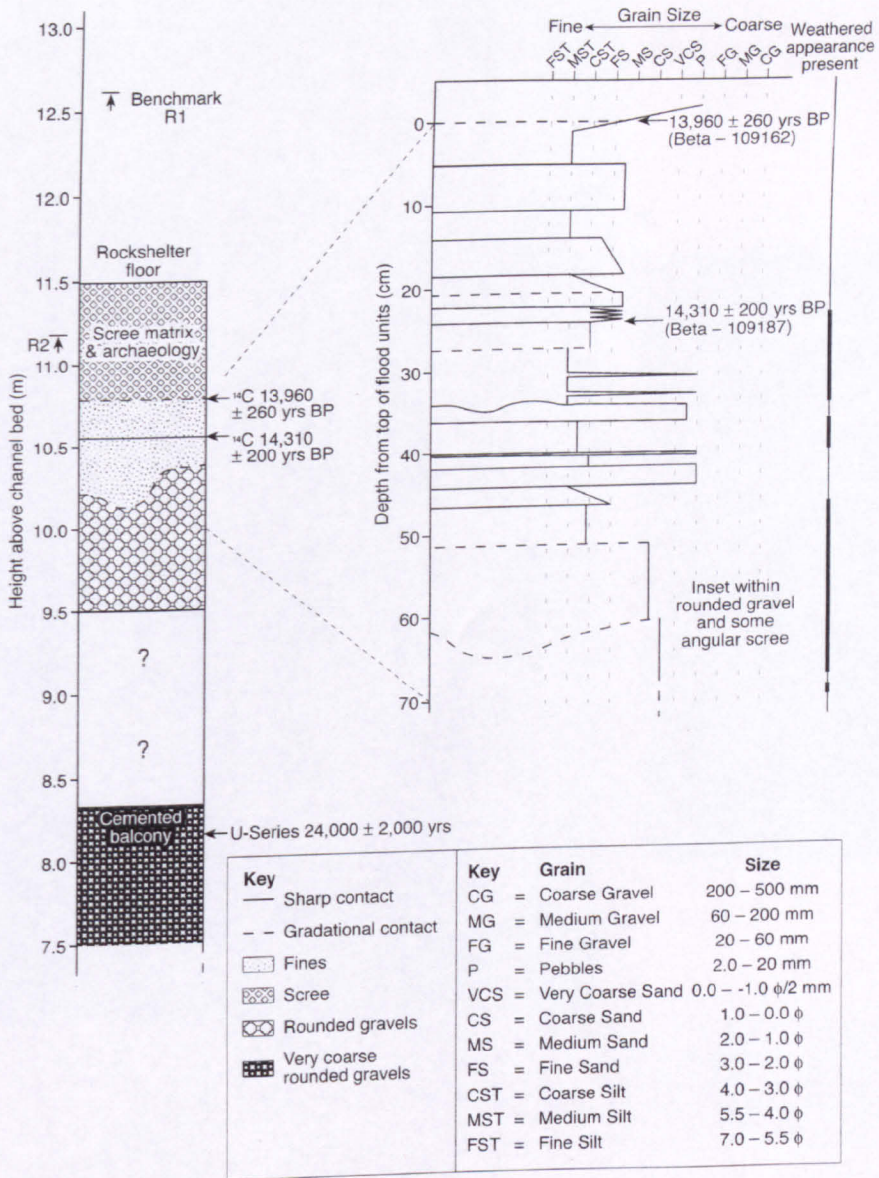 13.0
12.5
12.0
11.5
11.0
10.5
10.0
9.5
9.0
8.5
8.0
7.5
Height above channel bed (m)
Benchmark
R1
Rockshelter
floor
R2
Scree matrix
& archaeology
¹⁴C 13,960
± 260 yrs BP
¹⁴C 14,310
± 200 yrs BP
?
?
Cemented
balcony
U-Series 24,000 ± 2,000 yrs
Grain Size
Fine
Coarse
FST
MST
CST
FS
MS
CS
VCS
P
FG
MG
CG
Weathered
appearance
present
0
10
20
30
40
50
60
70
Depth from top of flood units (cm)
13,960 ± 260 yrs BP
(Beta – 109162)
14,310 ± 200 yrs BP
(Beta – 109187)
Inset within
rounded gravel
and some
angular scree
Key
Sharp contact
Gradational contact
Fines
Scree
Rounded gravels
Very coarse
rounded gravels
Key Grain Size
CG = Coarse Gravel 200 – 500 mm
MG = Medium Gravel 60 – 200 mm
FG = Fine Gravel 20 – 60 mm
P = Pebbles 2.0 – 20 mm
VCS = Very Coarse Sand 0.0 – -1.0 ϕ/2 mm
CS = Coarse Sand 1.0 – 0.0 ϕ
MS = Medium Sand 2.0 – 1.0 ϕ
FS = Fine Sand 3.0 – 2.0 ϕ
CST = Coarse Silt 4.0 – 3.0 ϕ
MST = Medium Silt 5.5 – 4.0 ϕ
FST = Fine Silt 7.0 – 5.5 ϕ